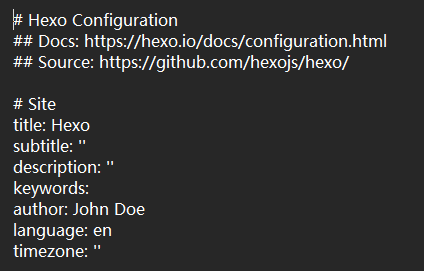 # Hexo Configuration
## Docs: https://hexo.io/docs/configuration.html
## Source: https://github.com/hexojs/hexo/

# Site
title: Hexo
subtitle: ''
description: ''
keywords:
author: John Doe
language: en
timezone: ''